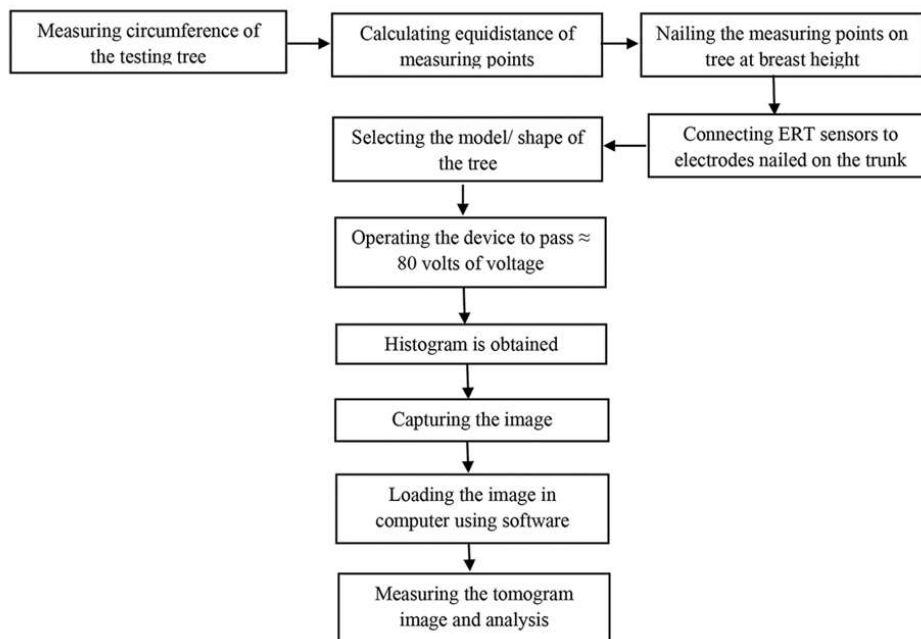 Measuring circumference of
the testing tree
Calculating equidistance of
measuring points
Nailing the measuring points on
tree at breast height
Connecting ERT sensors to
electrodes nailed on the trunk
Selecting the model/ shape of
the tree
Operating the device to pass ≈
80 volts of voltage
Histogram is obtained
Capturing the image
Loading the image in
computer using software
Measuring the tomogram
image and analysis